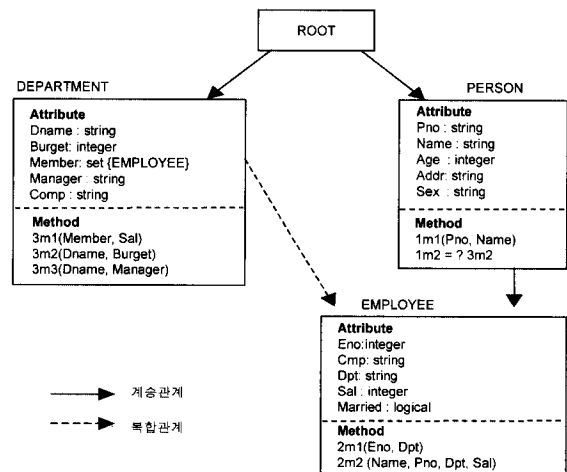 ROOT
DEPARTMENT
Attribute
Dname : string
Burget: integer
Member: set {EMPLOYEE}
Manager : string
Comp : string
Method
3m1(Member, Sal)
3m2(Dname, Burget)
3m3(Dname, Manager)
PERSON
Attribute
Pno : string
Name : string
Age : integer
Addr: string
Sex : string
Method
1m1(Pno, Name)
1m2 = ? 3m2
EMPLOYEE
Attribute
Eno:integer
Cmp: string
Dpt: string
Sal : integer
Married : logical
Method
2m1(Eno, Dpt)
2m2 (Name, Pno, Dpt, Sal)
계승관계
복합관계